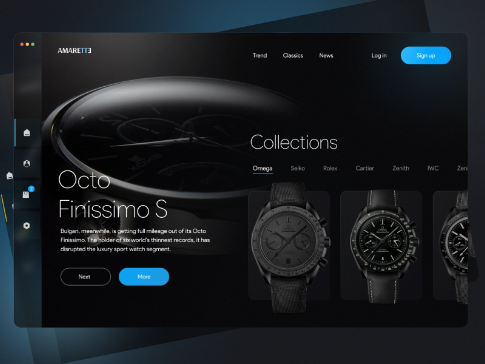 AMARETTE
Trend Classics News Log in Sign up
Collections
Omega Seiko Rolex Cartier Zenith IWC Zen
Octo
Finissimo S
Bulgari, meanwhile, is getting full mileage out of its Octo
Finissimo. The holder of six world's thinnest records, it has
disrupted the luxury sport watch segment.
Next More